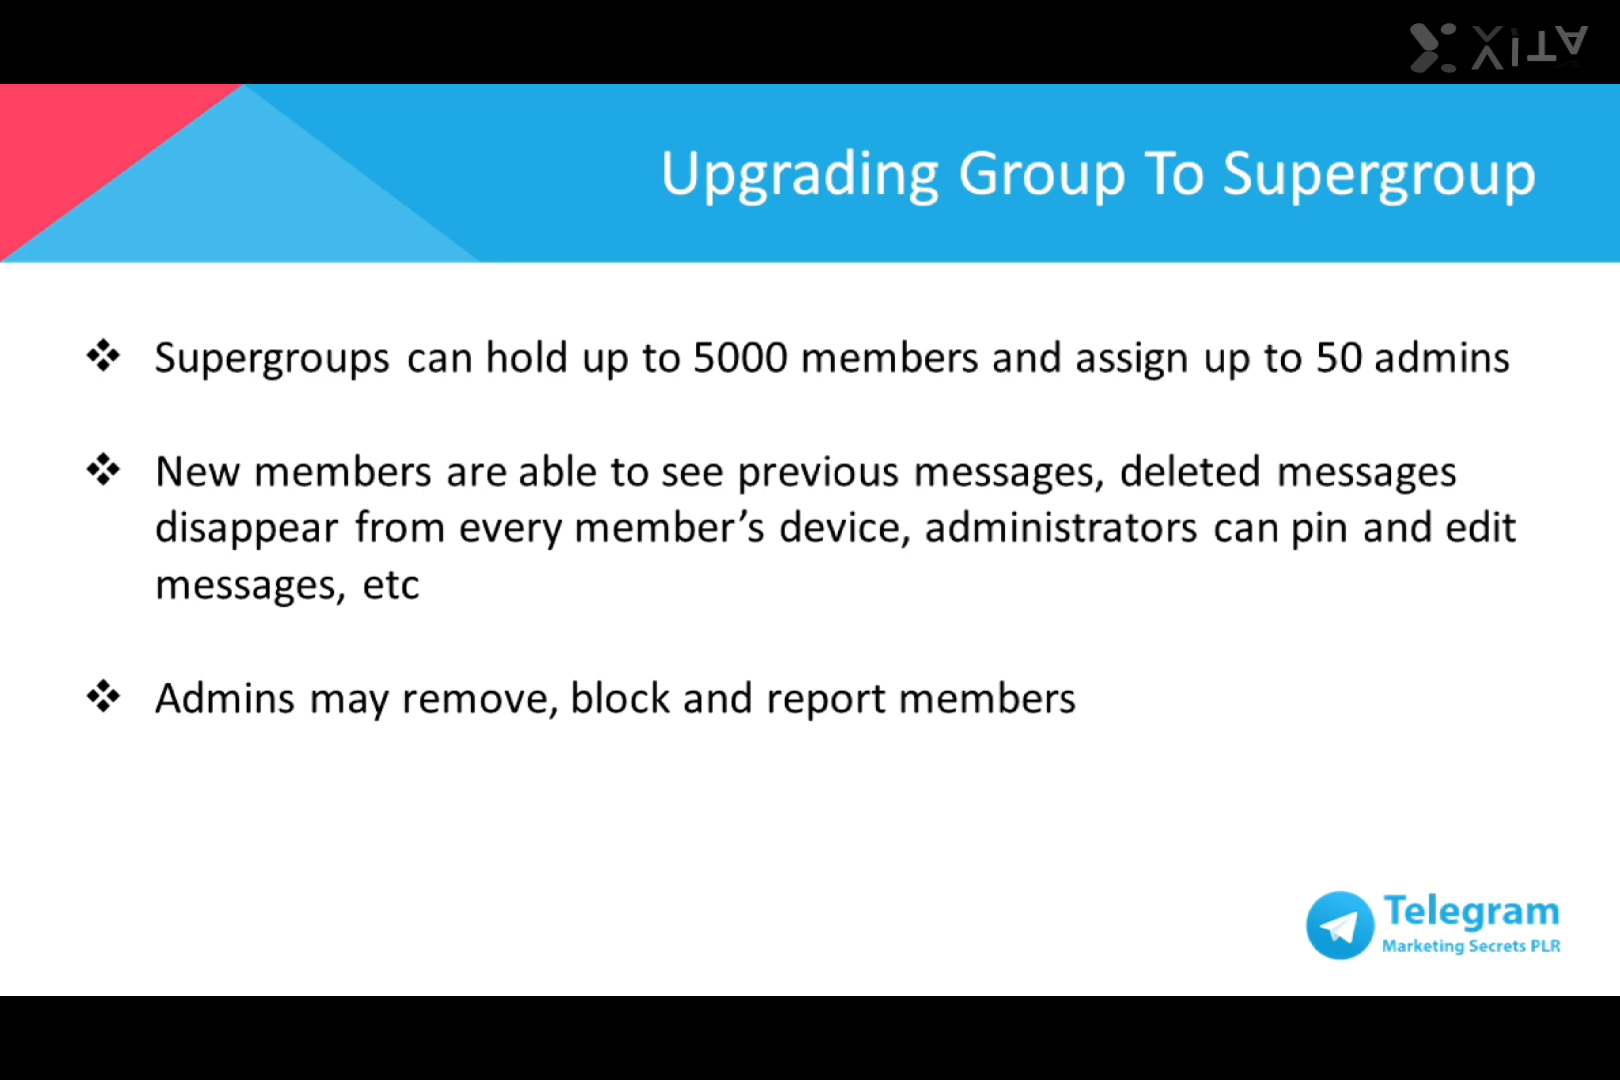 Upgrading Group To Supergroup
❖ Supergroups can hold up to 5000 members and assign up to 50 admins
❖ New members are able to see previous messages, deleted messages
disappear from every member’s device, administrators can pin and edit
messages, etc
❖ Admins may remove, block and report members
Telegram
Marketing Secrets PLR